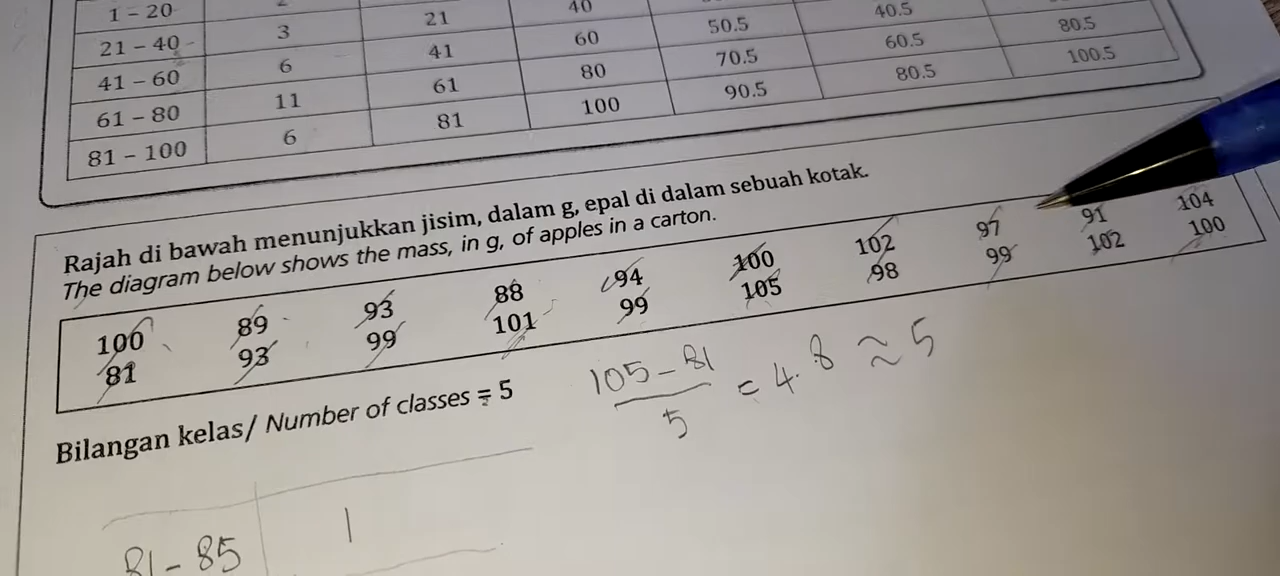 1 – 20 40 40.5
21 – 40 3 21 60 50.5 60.5 80.5
41 – 60 6 41 80 70.5 80.5 100.5
61 – 80 11 61 100 90.5
81 – 100 6 81
Rajah di bawah menunjukkan jisim, dalam g, epal di dalam sebuah kotak.
The diagram below shows the mass, in g, of apples in a carton.
100 89 93 88 94 100 102 97 91 104
81 93 99 101 99 105 98 99 102 100
Bilangan kelas/ Number of classes = 5
105 – 81
5
= 4.8 ≈ 5
81 – 85 1